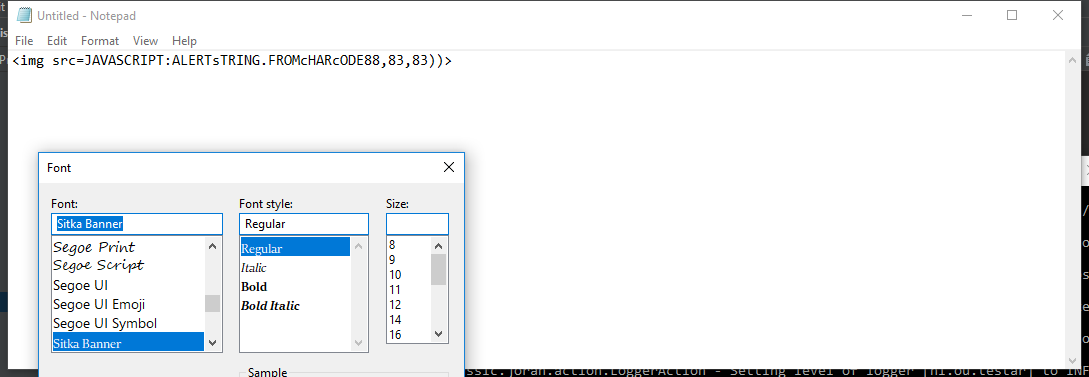 Untitled - Notepad
File Edit Format View Help
<img src=JAVASCRIPT:ALERTsTRING.FROMcHARcODE88,83,83))>
Font
Font: Font style: Size:
Sitka Banner Regular
Segoe Print Regular 8
Segoe Script Italic 9
Segoe UI Bold 10
Segoe UI Emoji Bold Italic 11
Segoe UI Symbol 12
Sitka Banner 14
16
Sample
ssic.joran.action.LoggerAction - Setting level of logger [nl.ou.testar] to INF